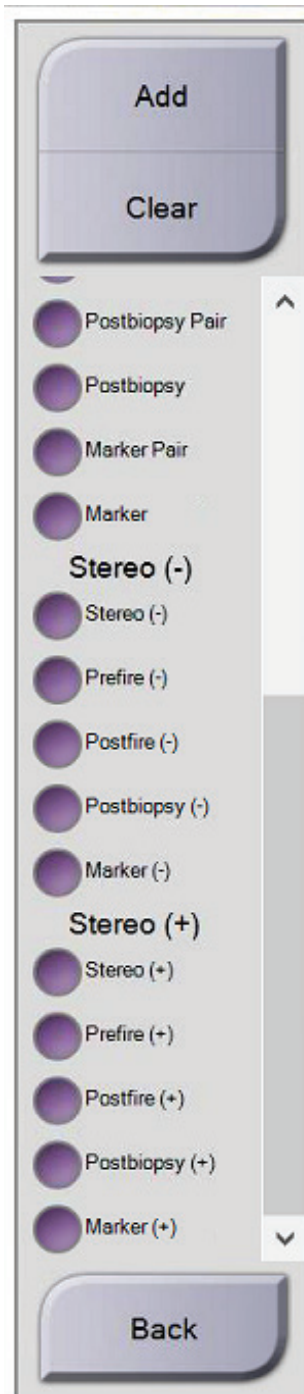 Add
Clear
Postbiopsy Pair
Postbiopsy
Marker Pair
Marker
Stereo (-)
Stereo (-)
Prefire (-)
Postfire (-)
Postbiopsy (-)
Marker (-)
Stereo (+)
Stereo (+)
Prefire (+)
Postfire (+)
Postbiopsy (+)
Marker (+)
Back